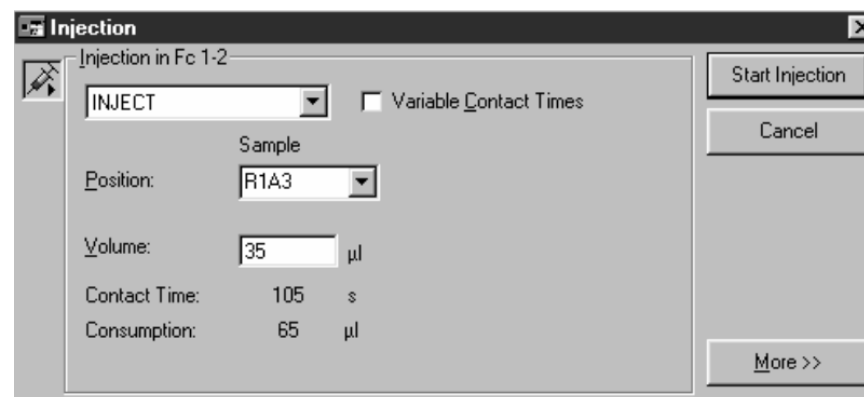 Injection
Injection in Fc 1-2
INJECT
Variable Contact Times
Sample
Position:
R1A3
Volume:
35 µl
Contact Time: 105 s
Consumption: 65 µl
Start Injection
Cancel
More >>